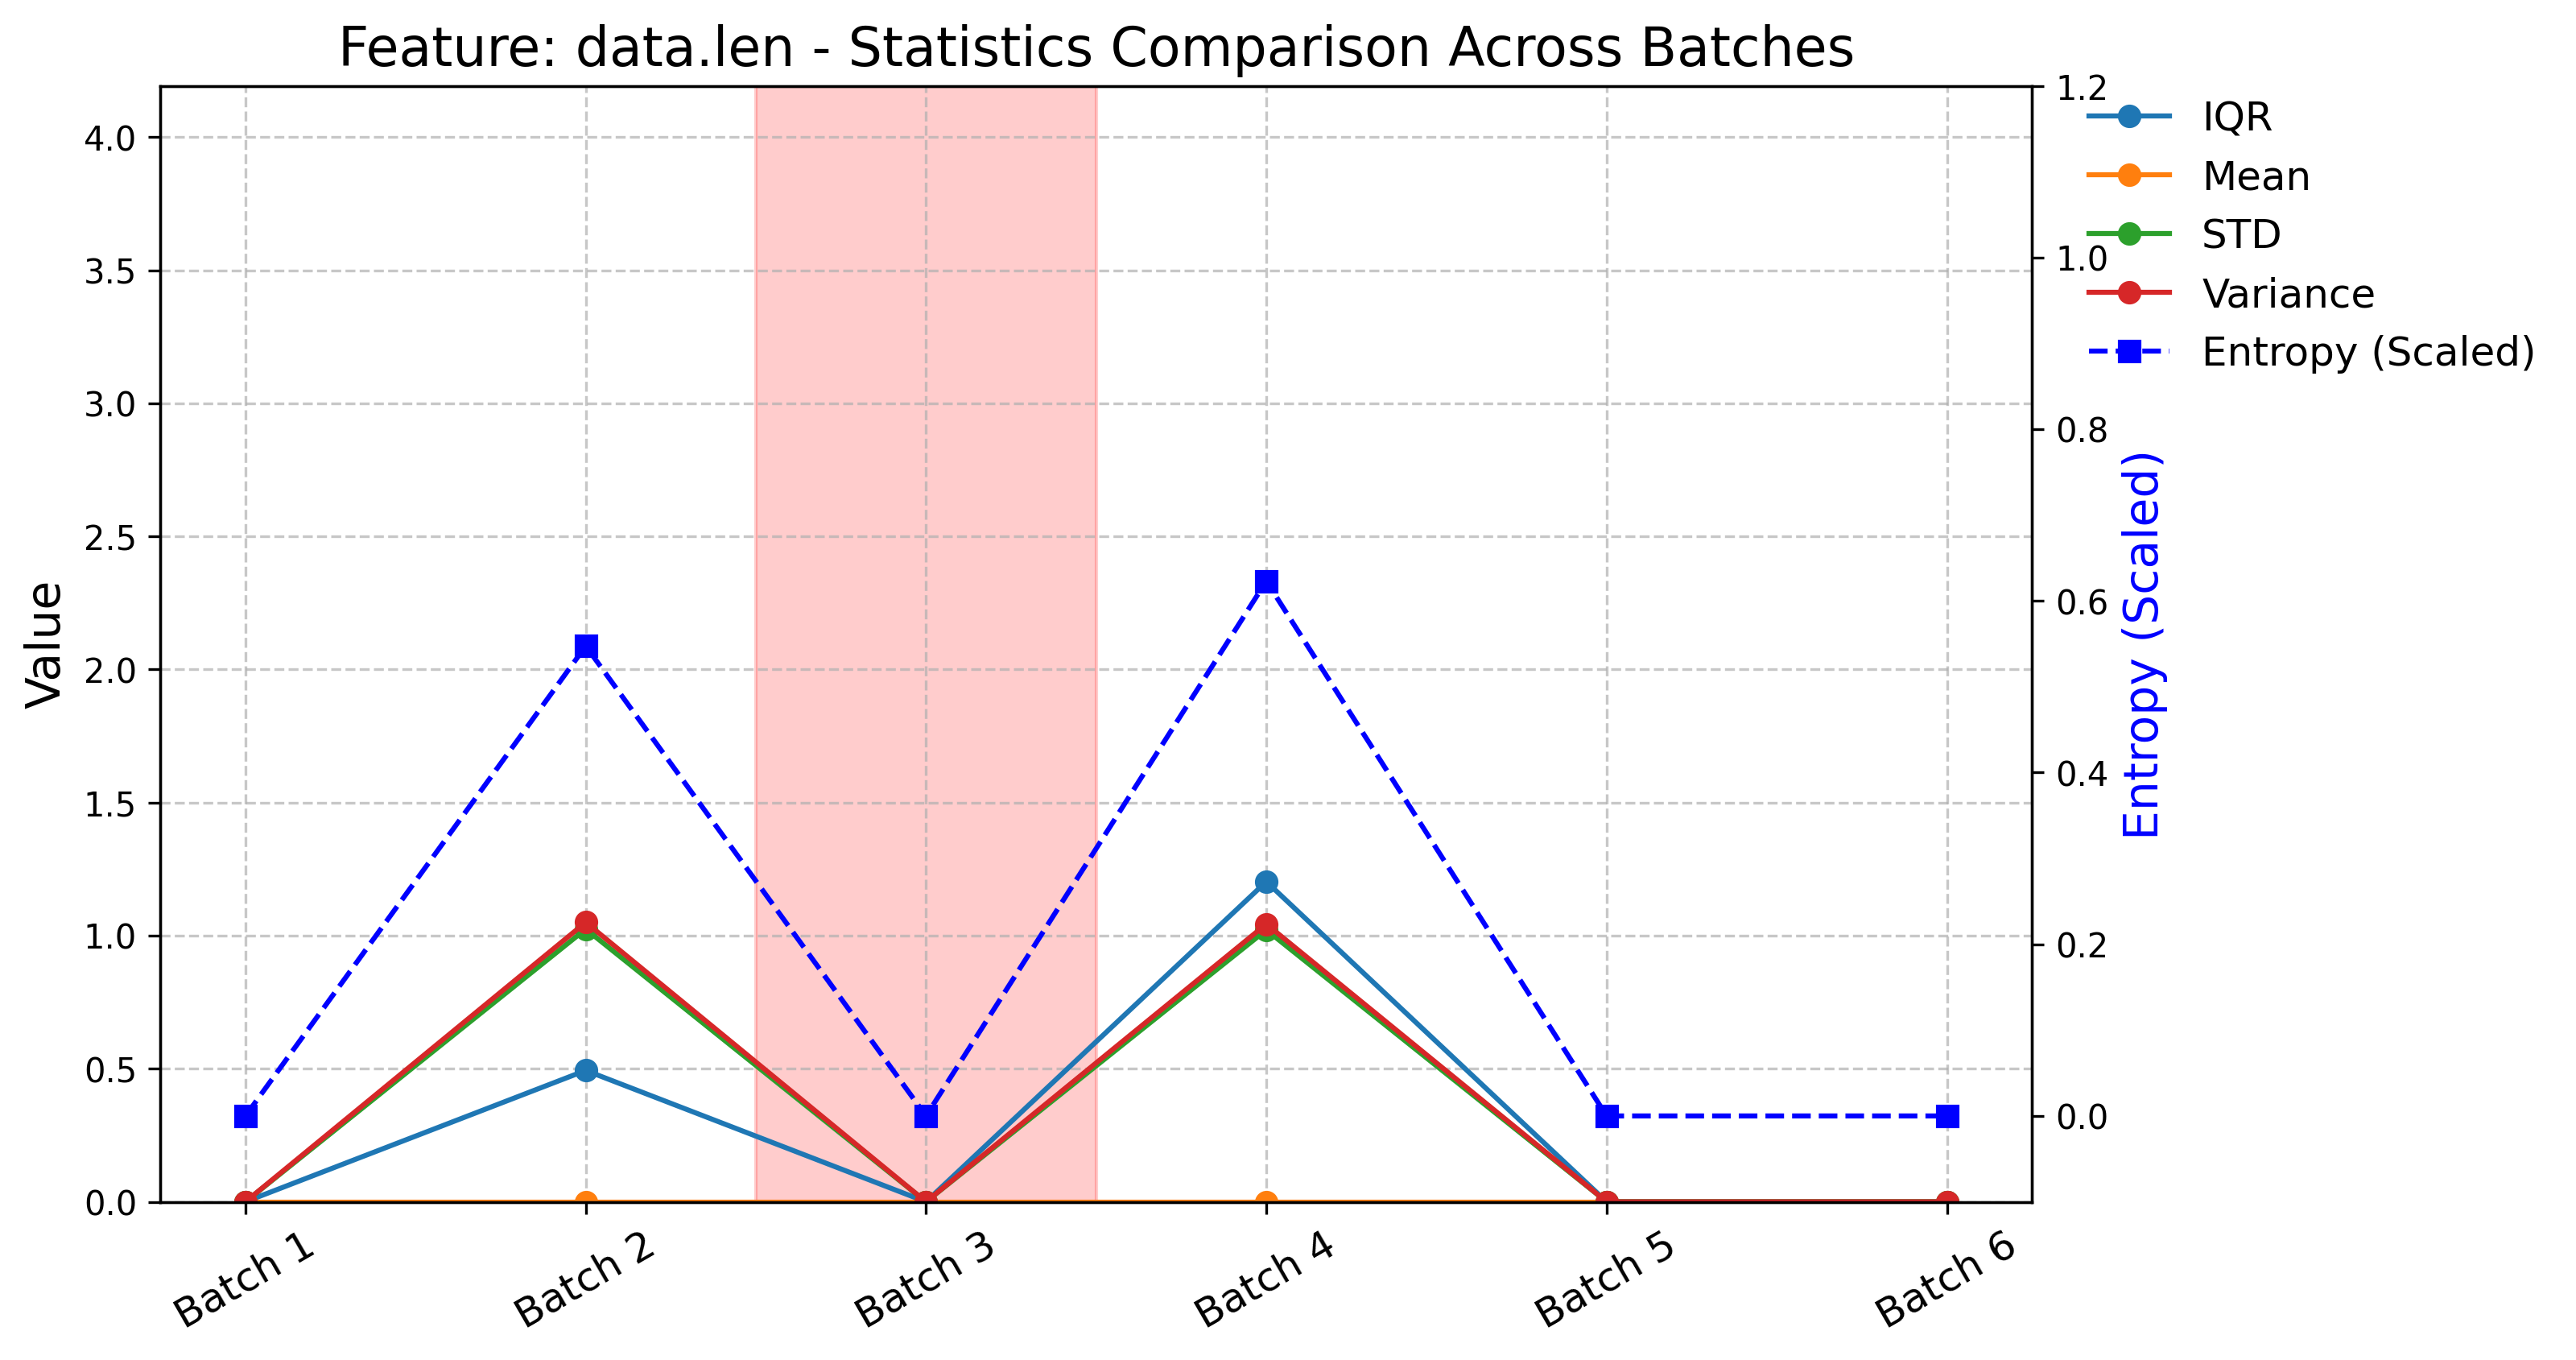 Feature: data.len - Statistics Comparison Across Batches
Value
4.0
3.5
3.0
2.5
2.0
1.5
1.0
0.5
0.0
Batch 1
Batch 2
Batch 3
Batch 4
Batch 5
Batch 6
1.2
1.0
0.8
0.6
0.4
0.2
0.0
Entropy (Scaled)
IQR
Mean
STD
Variance
Entropy (Scaled)